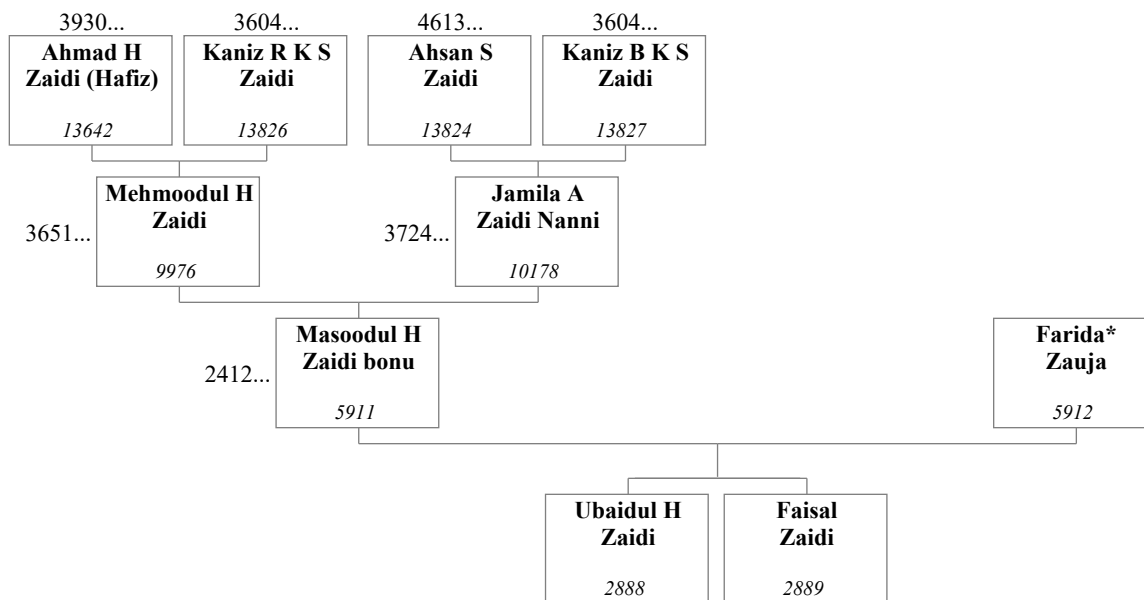 3930...
3604...
4613...
3604...
Ahmad H
Zaidi (Hafiz)
13642
Kaniz R K S
Zaidi
13826
Ahsan S
Zaidi
13824
Kaniz B K S
Zaidi
13827
3651...
Mehmoodul H
Zaidi
9976
3724...
Jamila A
Zaidi Nanni
10178
2412...
Masoodul H
Zaidi bonu
5911
Farida*
Zauja
5912
Ubaidul H
Zaidi
2888
Faisal
Zaidi
2889